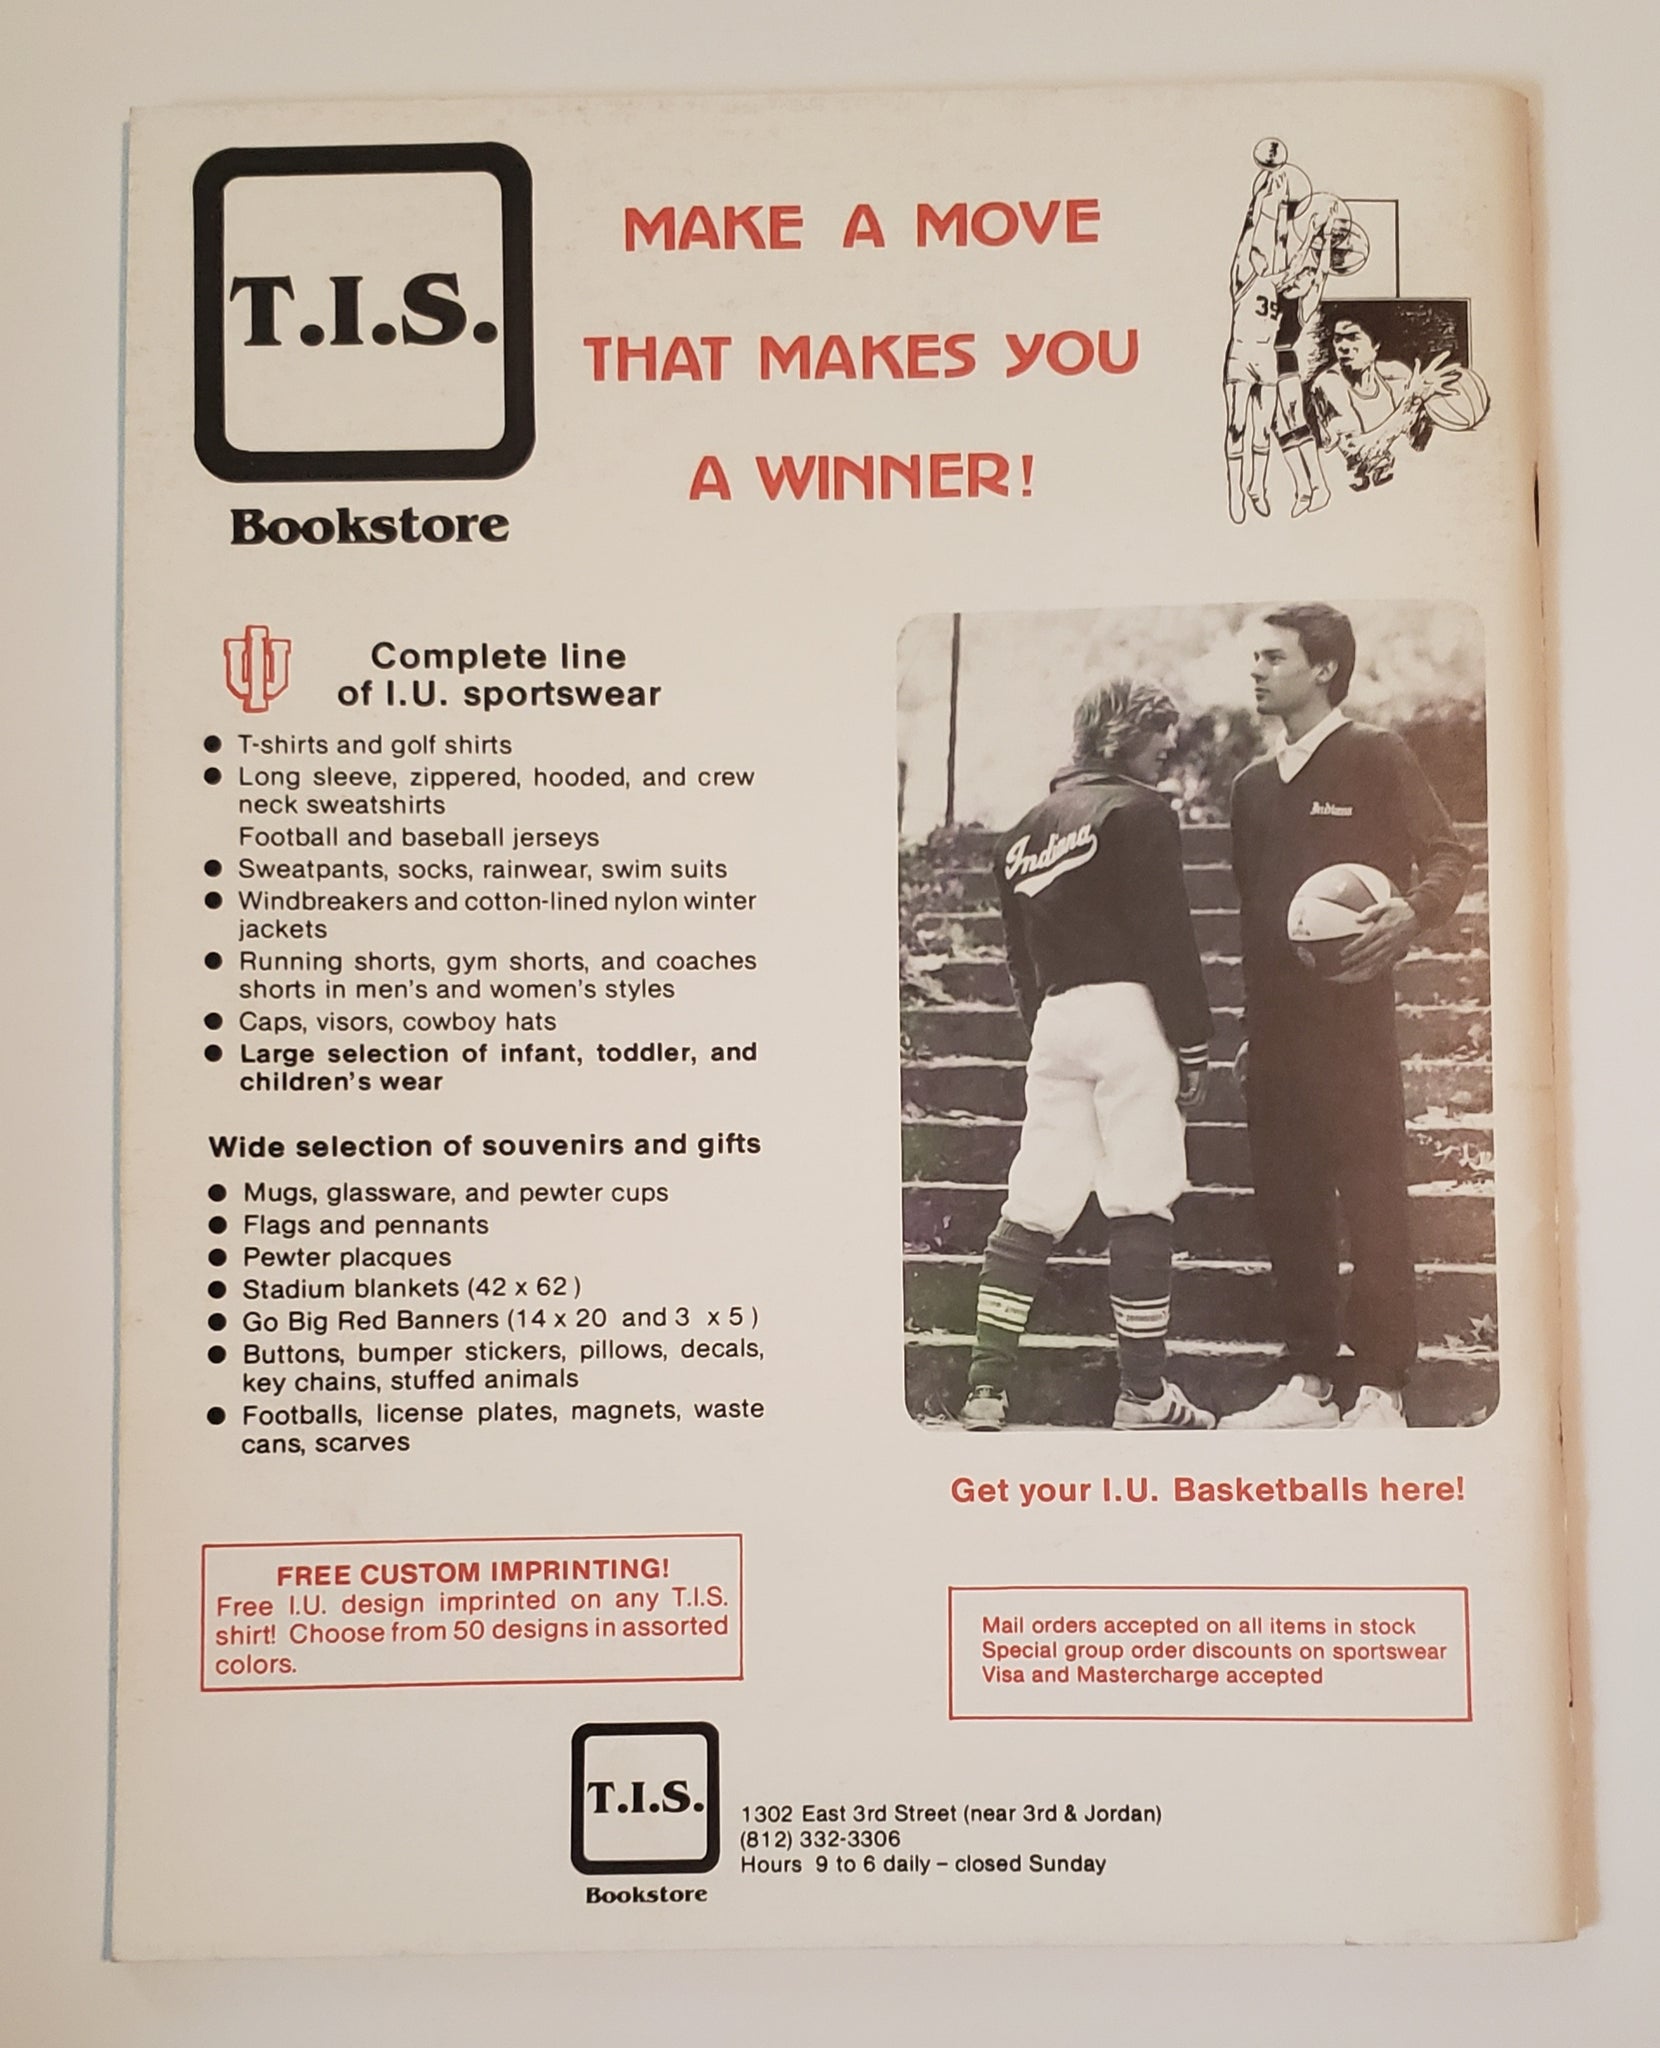 T.I.S.
Bookstore
MAKE A MOVE
THAT MAKES YOU
A WINNER!
39
32
IU
Complete line
of I.U. sportswear
● T-shirts and golf shirts
● Long sleeve, zippered, hooded, and crew
neck sweatshirts
Football and baseball jerseys
● Sweatpants, socks, rainwear, swim suits
● Windbreakers and cotton-lined nylon winter
jackets
● Running shorts, gym shorts, and coaches
shorts in men's and women's styles
● Caps, visors, cowboy hats
● Large selection of infant, toddler, and
children's wear
Wide selection of souvenirs and gifts
● Mugs, glassware, and pewter cups
● Flags and pennants
● Pewter placques
● Stadium blankets (42 x 62 )
● Go Big Red Banners (14 x 20 and 3 x 5 )
● Buttons, bumper stickers, pillows, decals,
key chains, stuffed animals
● Footballs, license plates, magnets, waste
cans, scarves
Indiana
Indiana
Get your I.U. Basketballs here!
FREE CUSTOM IMPRINTING!
Free I.U. design imprinted on any T.I.S.
shirt! Choose from 50 designs in assorted
colors.
Mail orders accepted on all items in stock
Special group order discounts on sportswear
Visa and Mastercharge accepted
T.I.S.
Bookstore
1302 East 3rd Street (near 3rd & Jordan)
(812) 332-3306
Hours 9 to 6 daily – closed Sunday